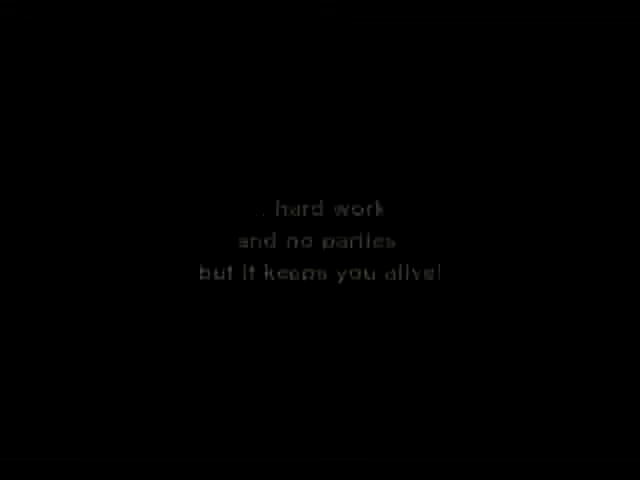 .. hard work
and no parties
but it keeps you alive!